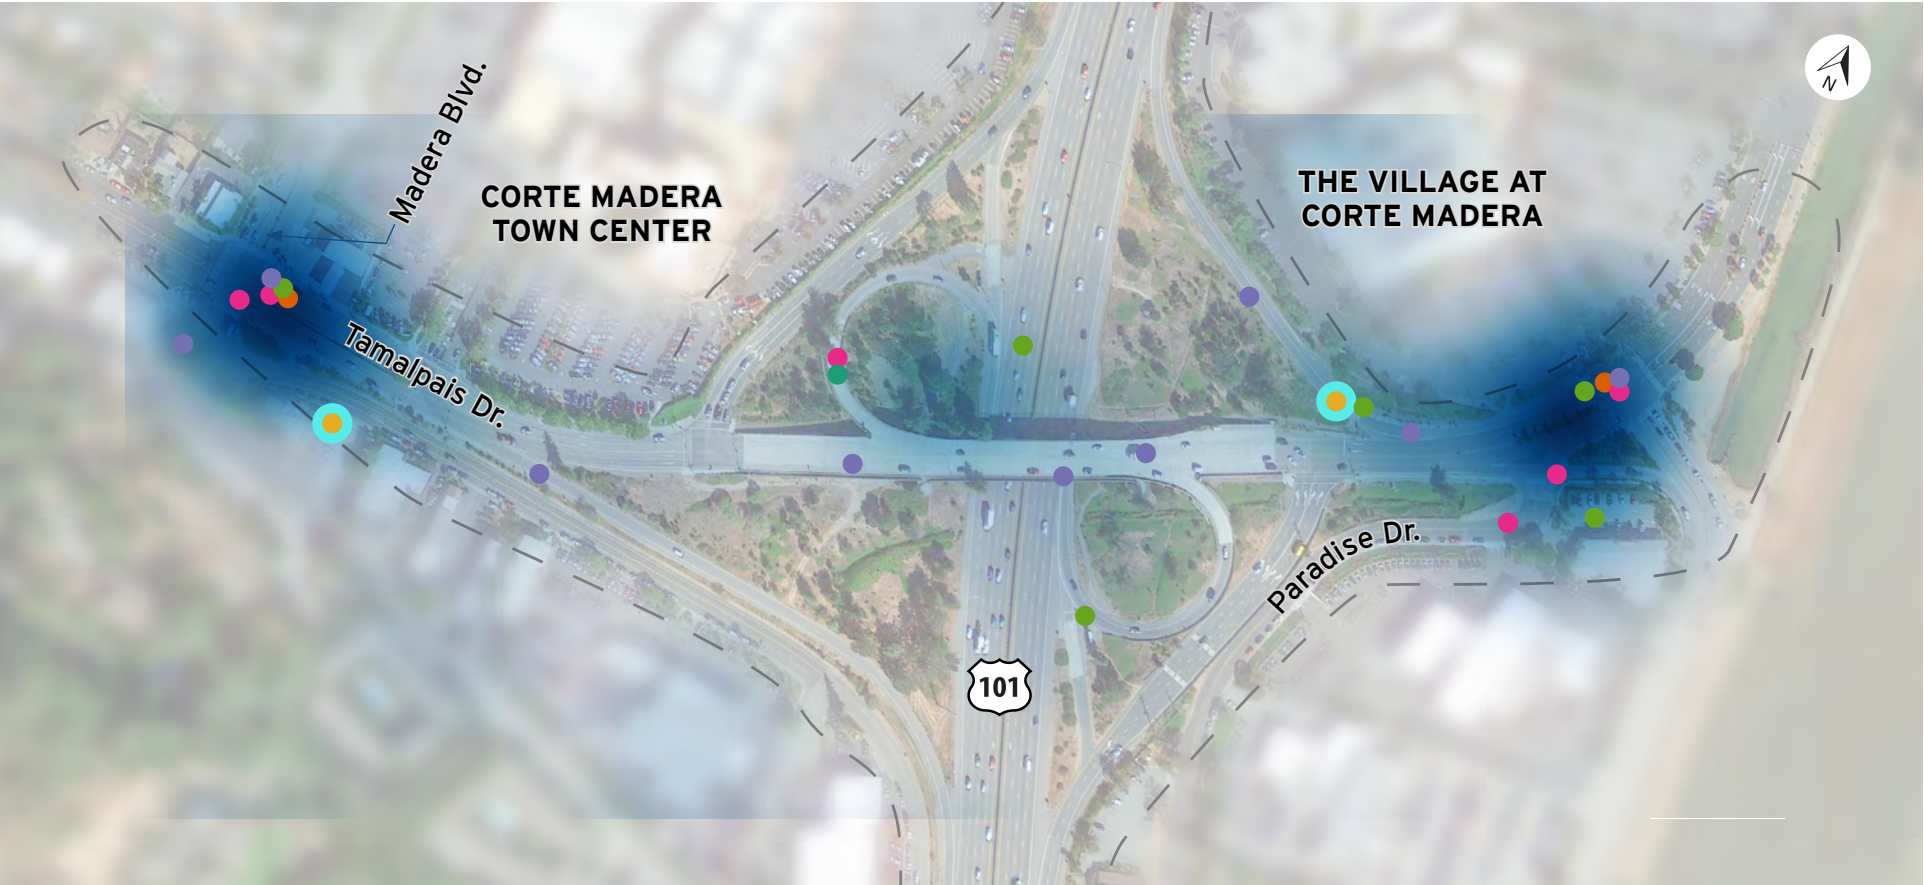 Madera Blvd.
CORTE MADERA
TOWN CENTER
THE VILLAGE AT
CORTE MADERA
N
Tamalpais Dr.
Paradise Dr.
101